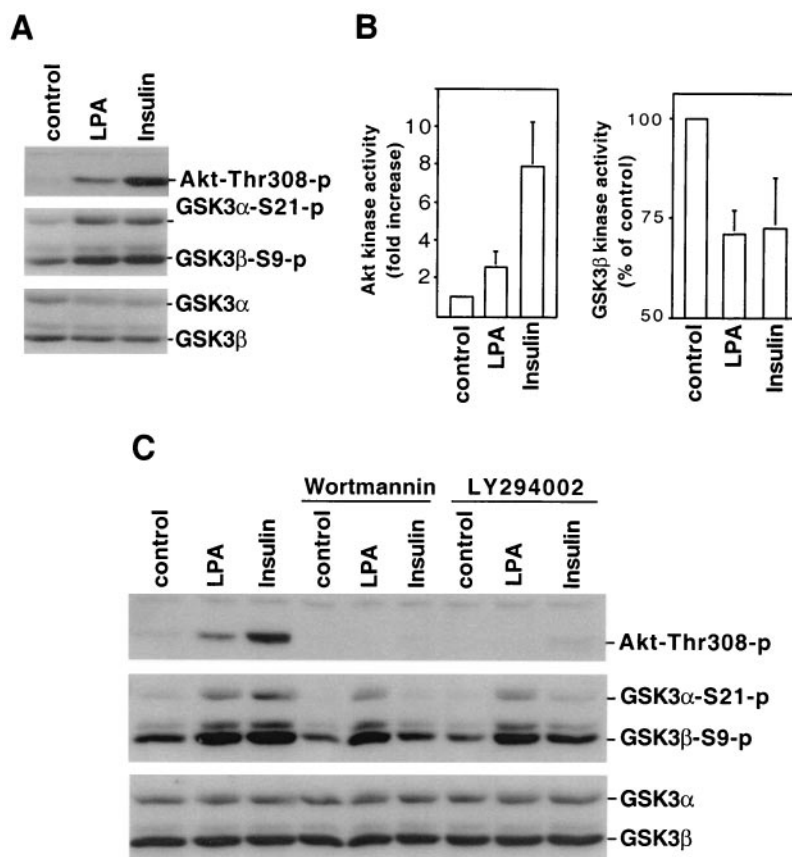 A
control
LPA
Insulin
Akt-Thr308-p
GSK3α-S21-p
GSK3β-S9-p
GSK3α
GSK3β
B
Akt kinase activity
(fold increase)
10
8
6
4
2
control
LPA
Insulin
GSK3β kinase activity
(% of control)
100
75
50
control
LPA
Insulin
C
Wortmannin
LY294002
control
LPA
Insulin
control
LPA
Insulin
control
LPA
Insulin
Akt-Thr308-p
GSK3α-S21-p
GSK3β-S9-p
GSK3α
GSK3β